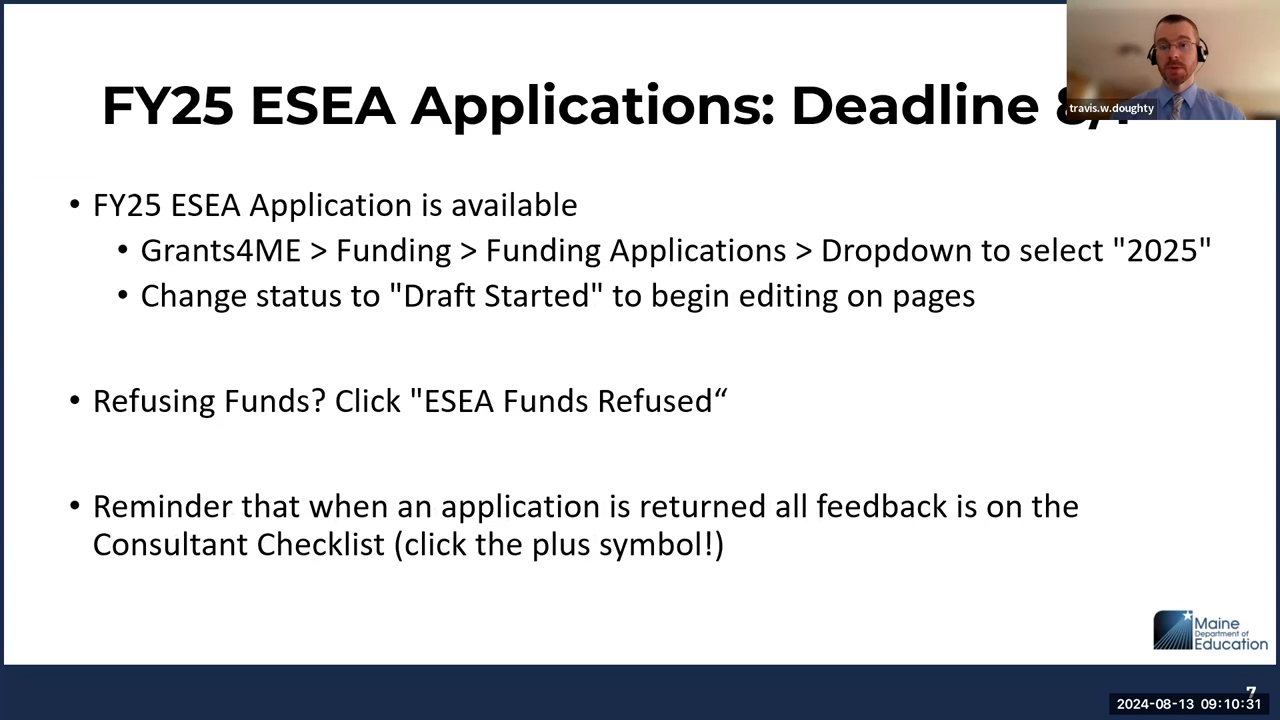 FY25 ESEA Applications: Deadline
travis.w.doughty
• FY25 ESEA Application is available
• Grants4ME > Funding > Funding Applications > Dropdown to select "2025"
• Change status to "Draft Started" to begin editing on pages
• Refusing Funds? Click "ESEA Funds Refused“
• Reminder that when an application is returned all feedback is on the
Consultant Checklist (click the plus symbol!)
Maine
Department of
Education
7
2024-08-13 09:10:31